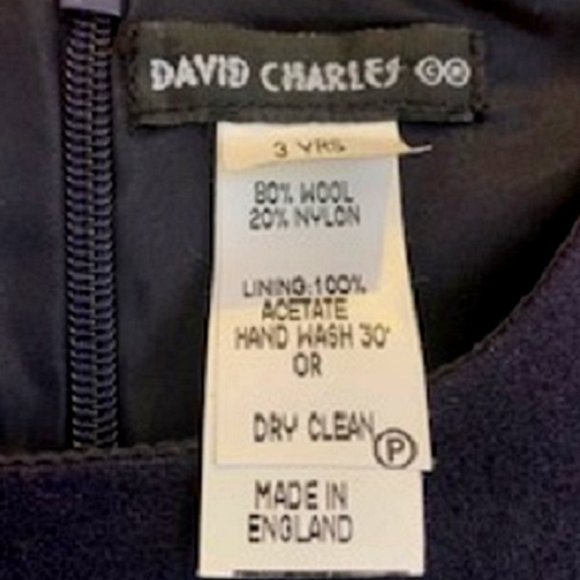 DAVID CHARLES © ®
3 YRS
80% WOOL
20% NYLON
LINING:100%
ACETATE
HAND WASH 30°
OR
DRY CLEAN
P
MADE IN
ENGLAND